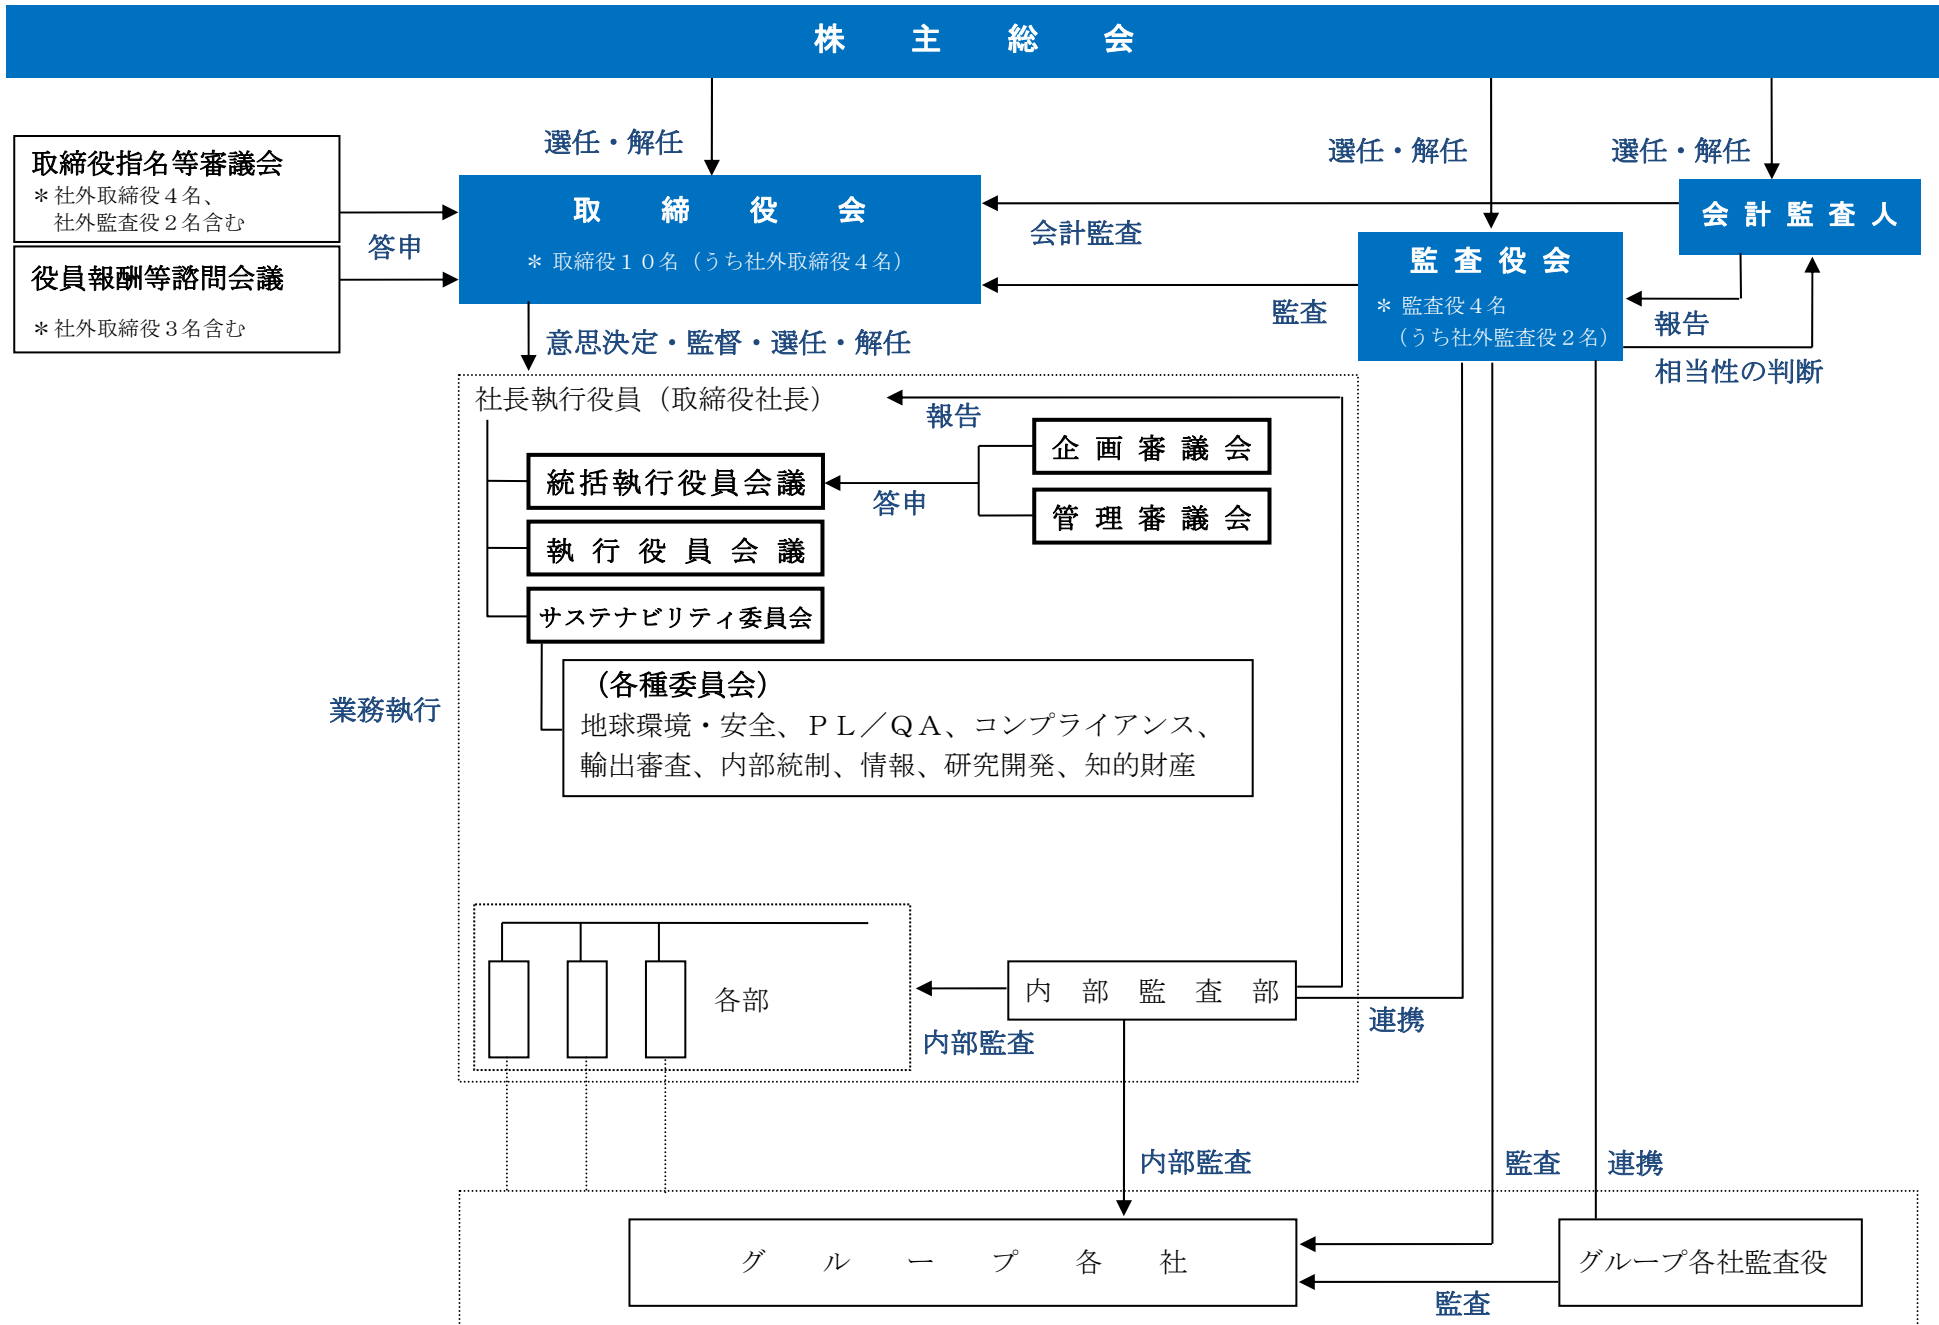 株主総会
選任・解任
選任・解任
選任・解任
取締役指名等審議会
＊社外取締役４名、
社外監査役２名含む
答申
役員報酬等諮問会議
＊社外取締役３名含む
取締役会
＊ 取締役１０名（うち社外取締役４名）
会計監査
監査
会計監査人
監査役会
＊ 監査役４名
（うち社外監査役２名）
報告
相当性の判断
意思決定・監督・選任・解任
社長執行役員（取締役社長）
報告
統括執行役員会議
答申
企画審議会
管理審議会
執行役員会議
サステナビリティ委員会
（各種委員会）
地球環境・安全、ＰＬ／ＱＡ、コンプライアンス、
輸出審査、内部統制、情報、研究開発、知的財産
業務執行
各部
内部監査部
内部監査
連携
内部監査
監査
連携
グループ各社
グループ各社監査役
監査